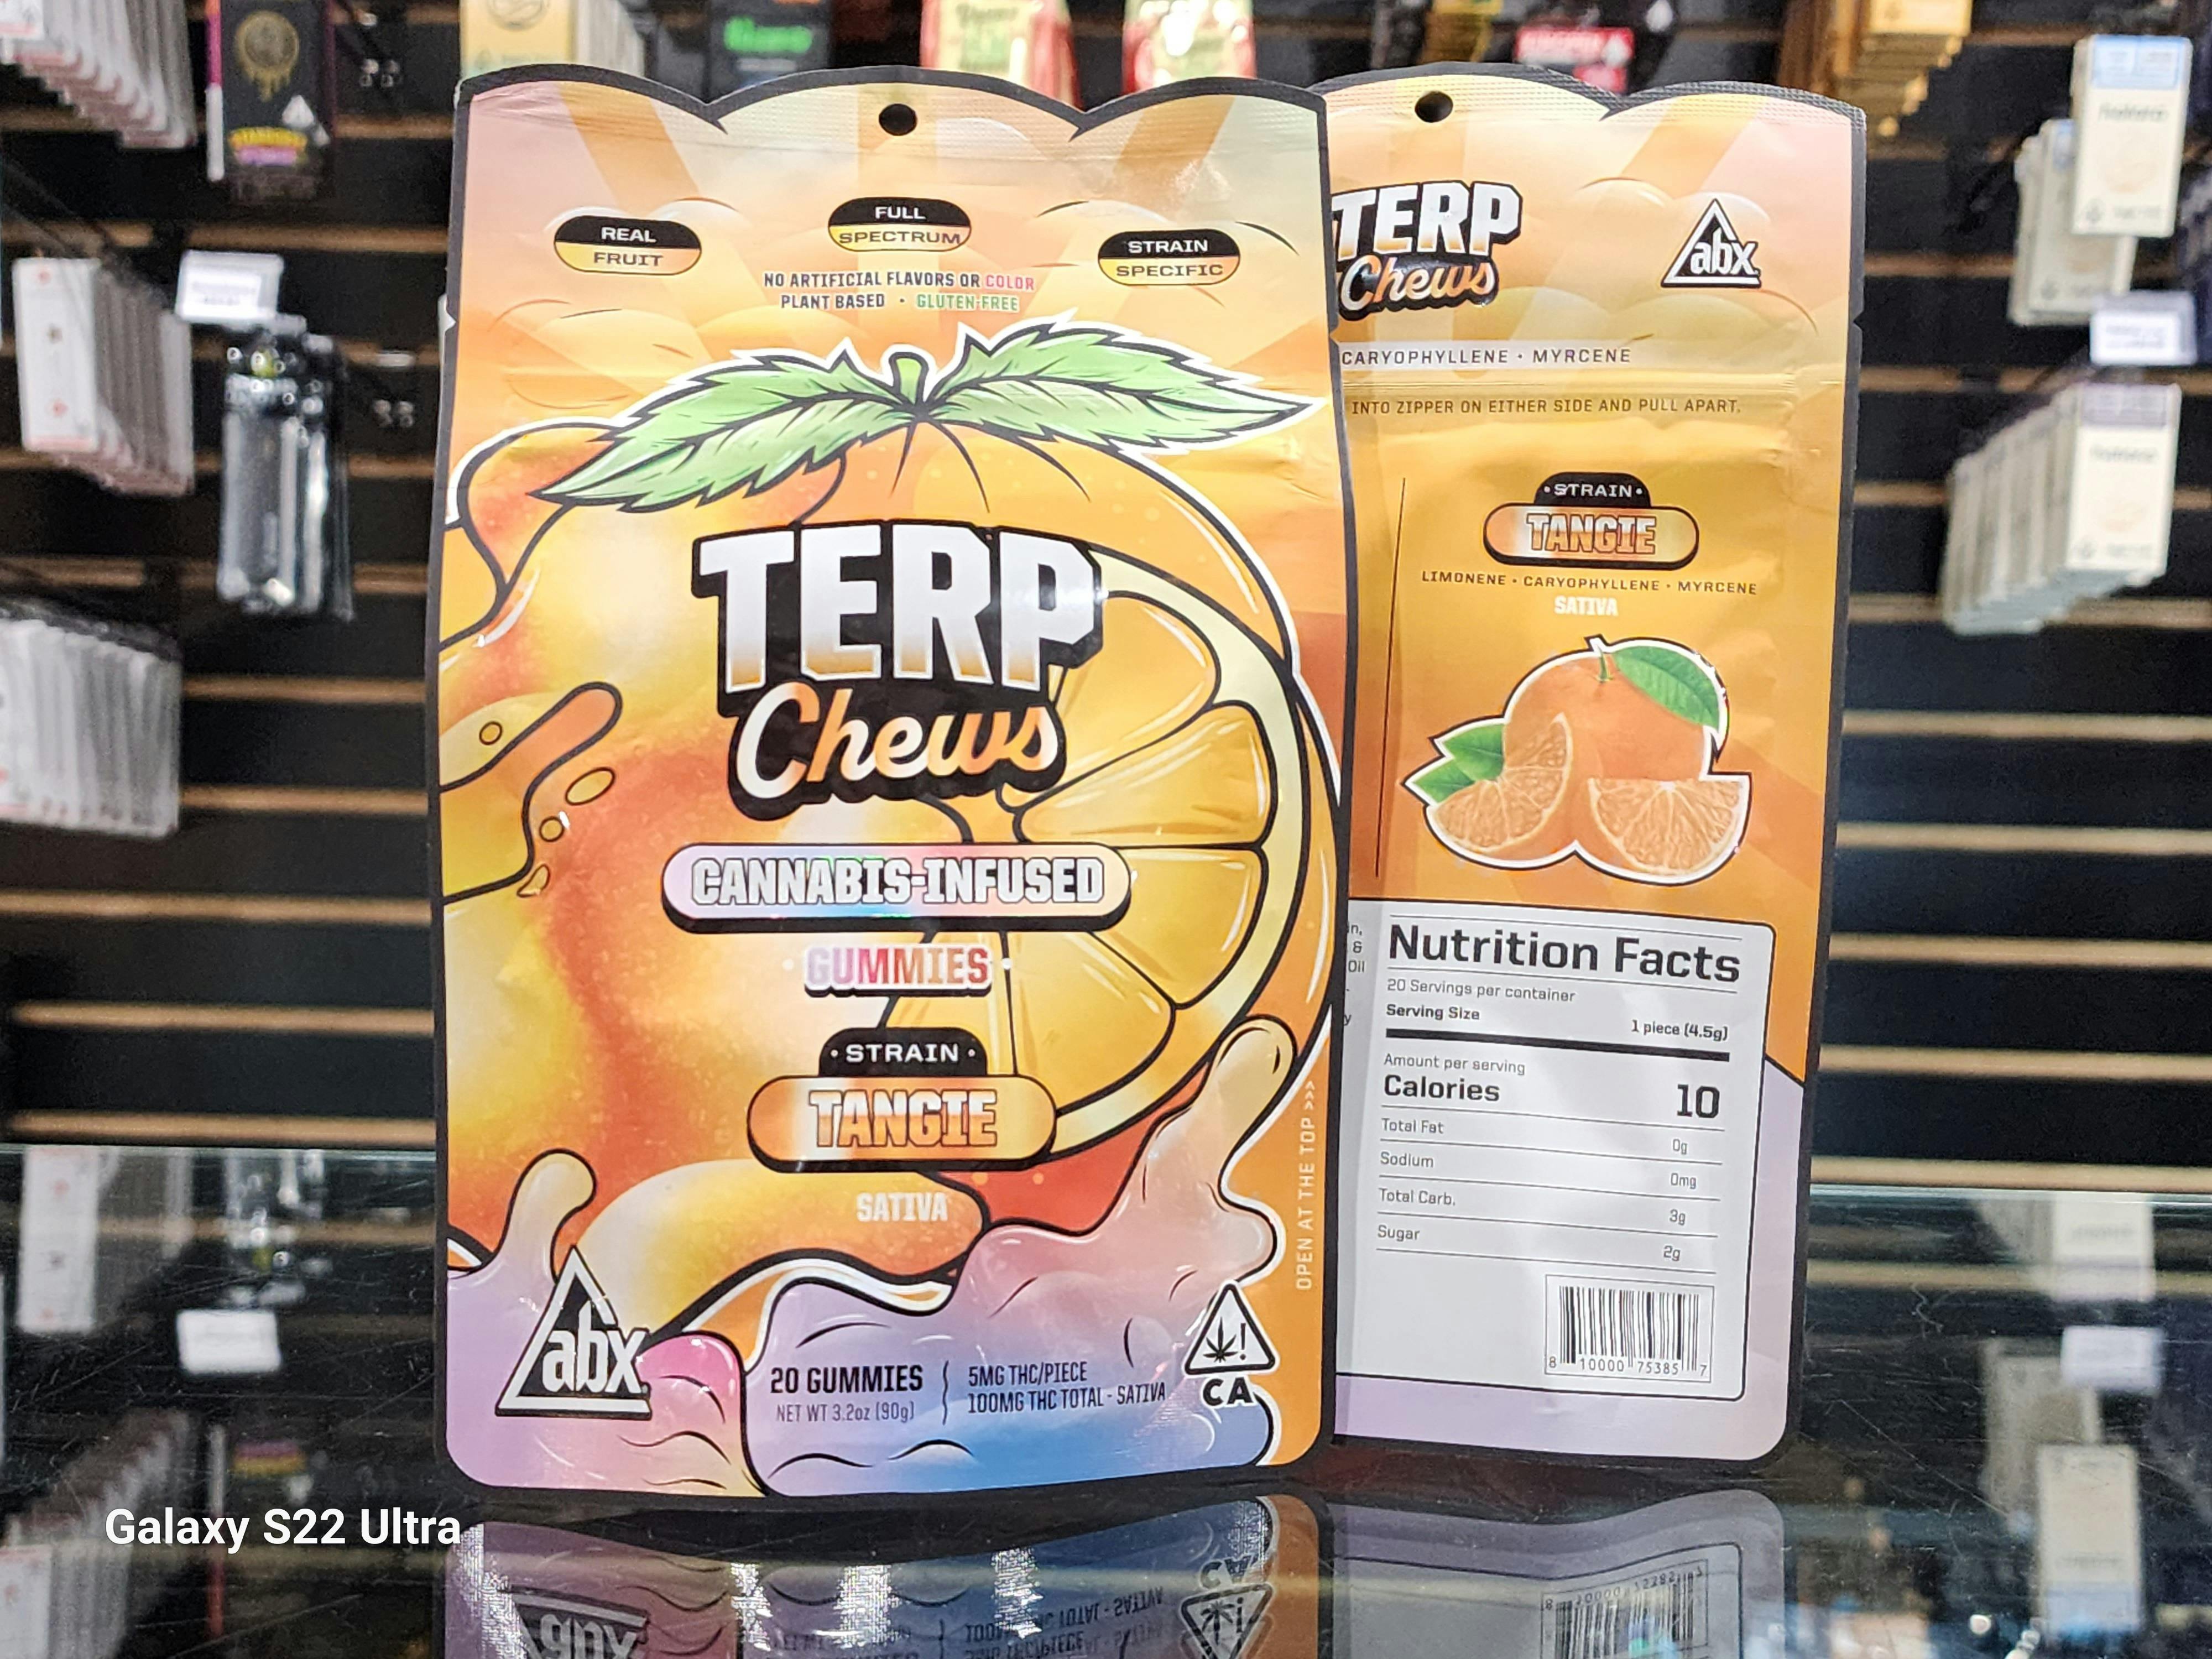 REAL
FRUIT
FULL
SPECTRUM
STRAIN
SPECIFIC
NO ARTIFICIAL FLAVORS OR COLOR
PLANT BASED • GLUTEN-FREE
TERP
Chews
CANNABIS-INFUSED
GUMMIES
• STRAIN •
TANGIE
SATIVA
OPEN AT THE TOP >>>
abx
20 GUMMIES
NET WT 3.2oz (90g)
5MG THC/PIECE
100MG THC TOTAL - SATIVA
CA
TERP
Chews
abx
CARYOPHYLLENE • MYRCENE
INTO ZIPPER ON EITHER SIDE AND PULL APART.
• STRAIN •
TANGIE
LIMONENE • CARYOPHYLLENE • MYRCENE
SATIVA
&
Oil
Nutrition Facts
20 Servings per container
Serving Size 1 piece (4.5g)
Amount per serving
Calories 10
Total Fat 0g
Sodium 0mg
Total Carb. 3g
Sugar 2g
8 10000 75385 7
Galaxy S22 Ultra